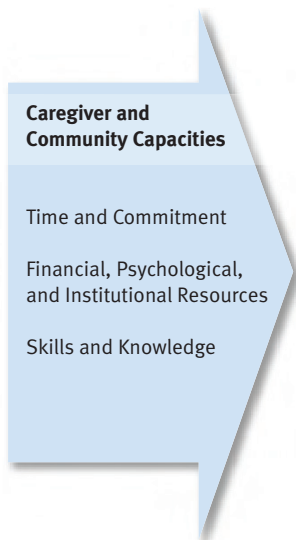 Caregiver and
Community Capacities
Time and Commitment
Financial, Psychological,
and Institutional Resources
Skills and Knowledge